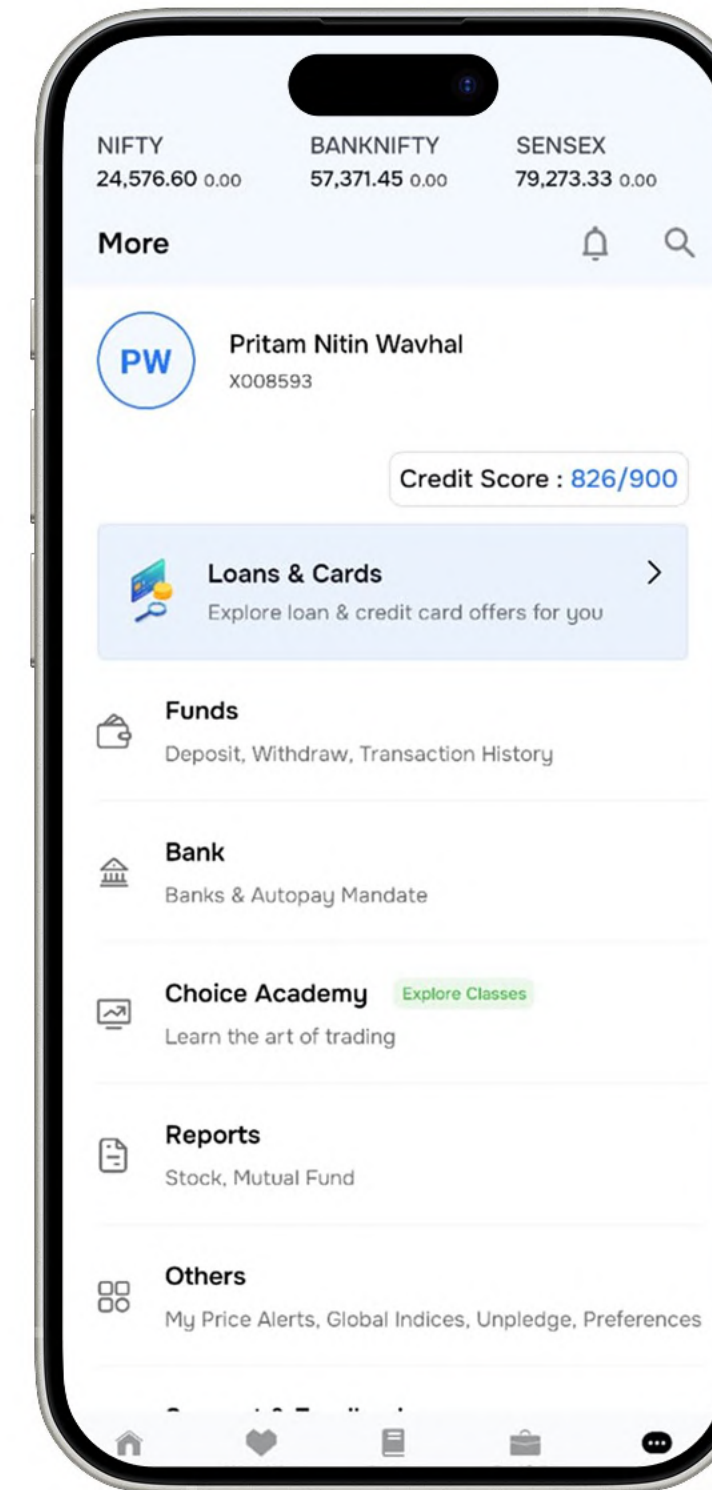 NIFTY BANKNIFTY SENSEX
24,576.60 0.00 57,371.45 0.00 79,273.33 0.00
More
PW
Pritam Nitin Wavhal
X008593
Credit Score : 826/900
Loans & Cards
Explore loan & credit card offers for you
Funds
Deposit, Withdraw, Transaction History
Bank
Banks & Autopay Mandate
Choice Academy Explore Classes
Learn the art of trading
Reports
Stock, Mutual Fund
Others
My Price Alerts, Global Indices, Unpledge, Preferences